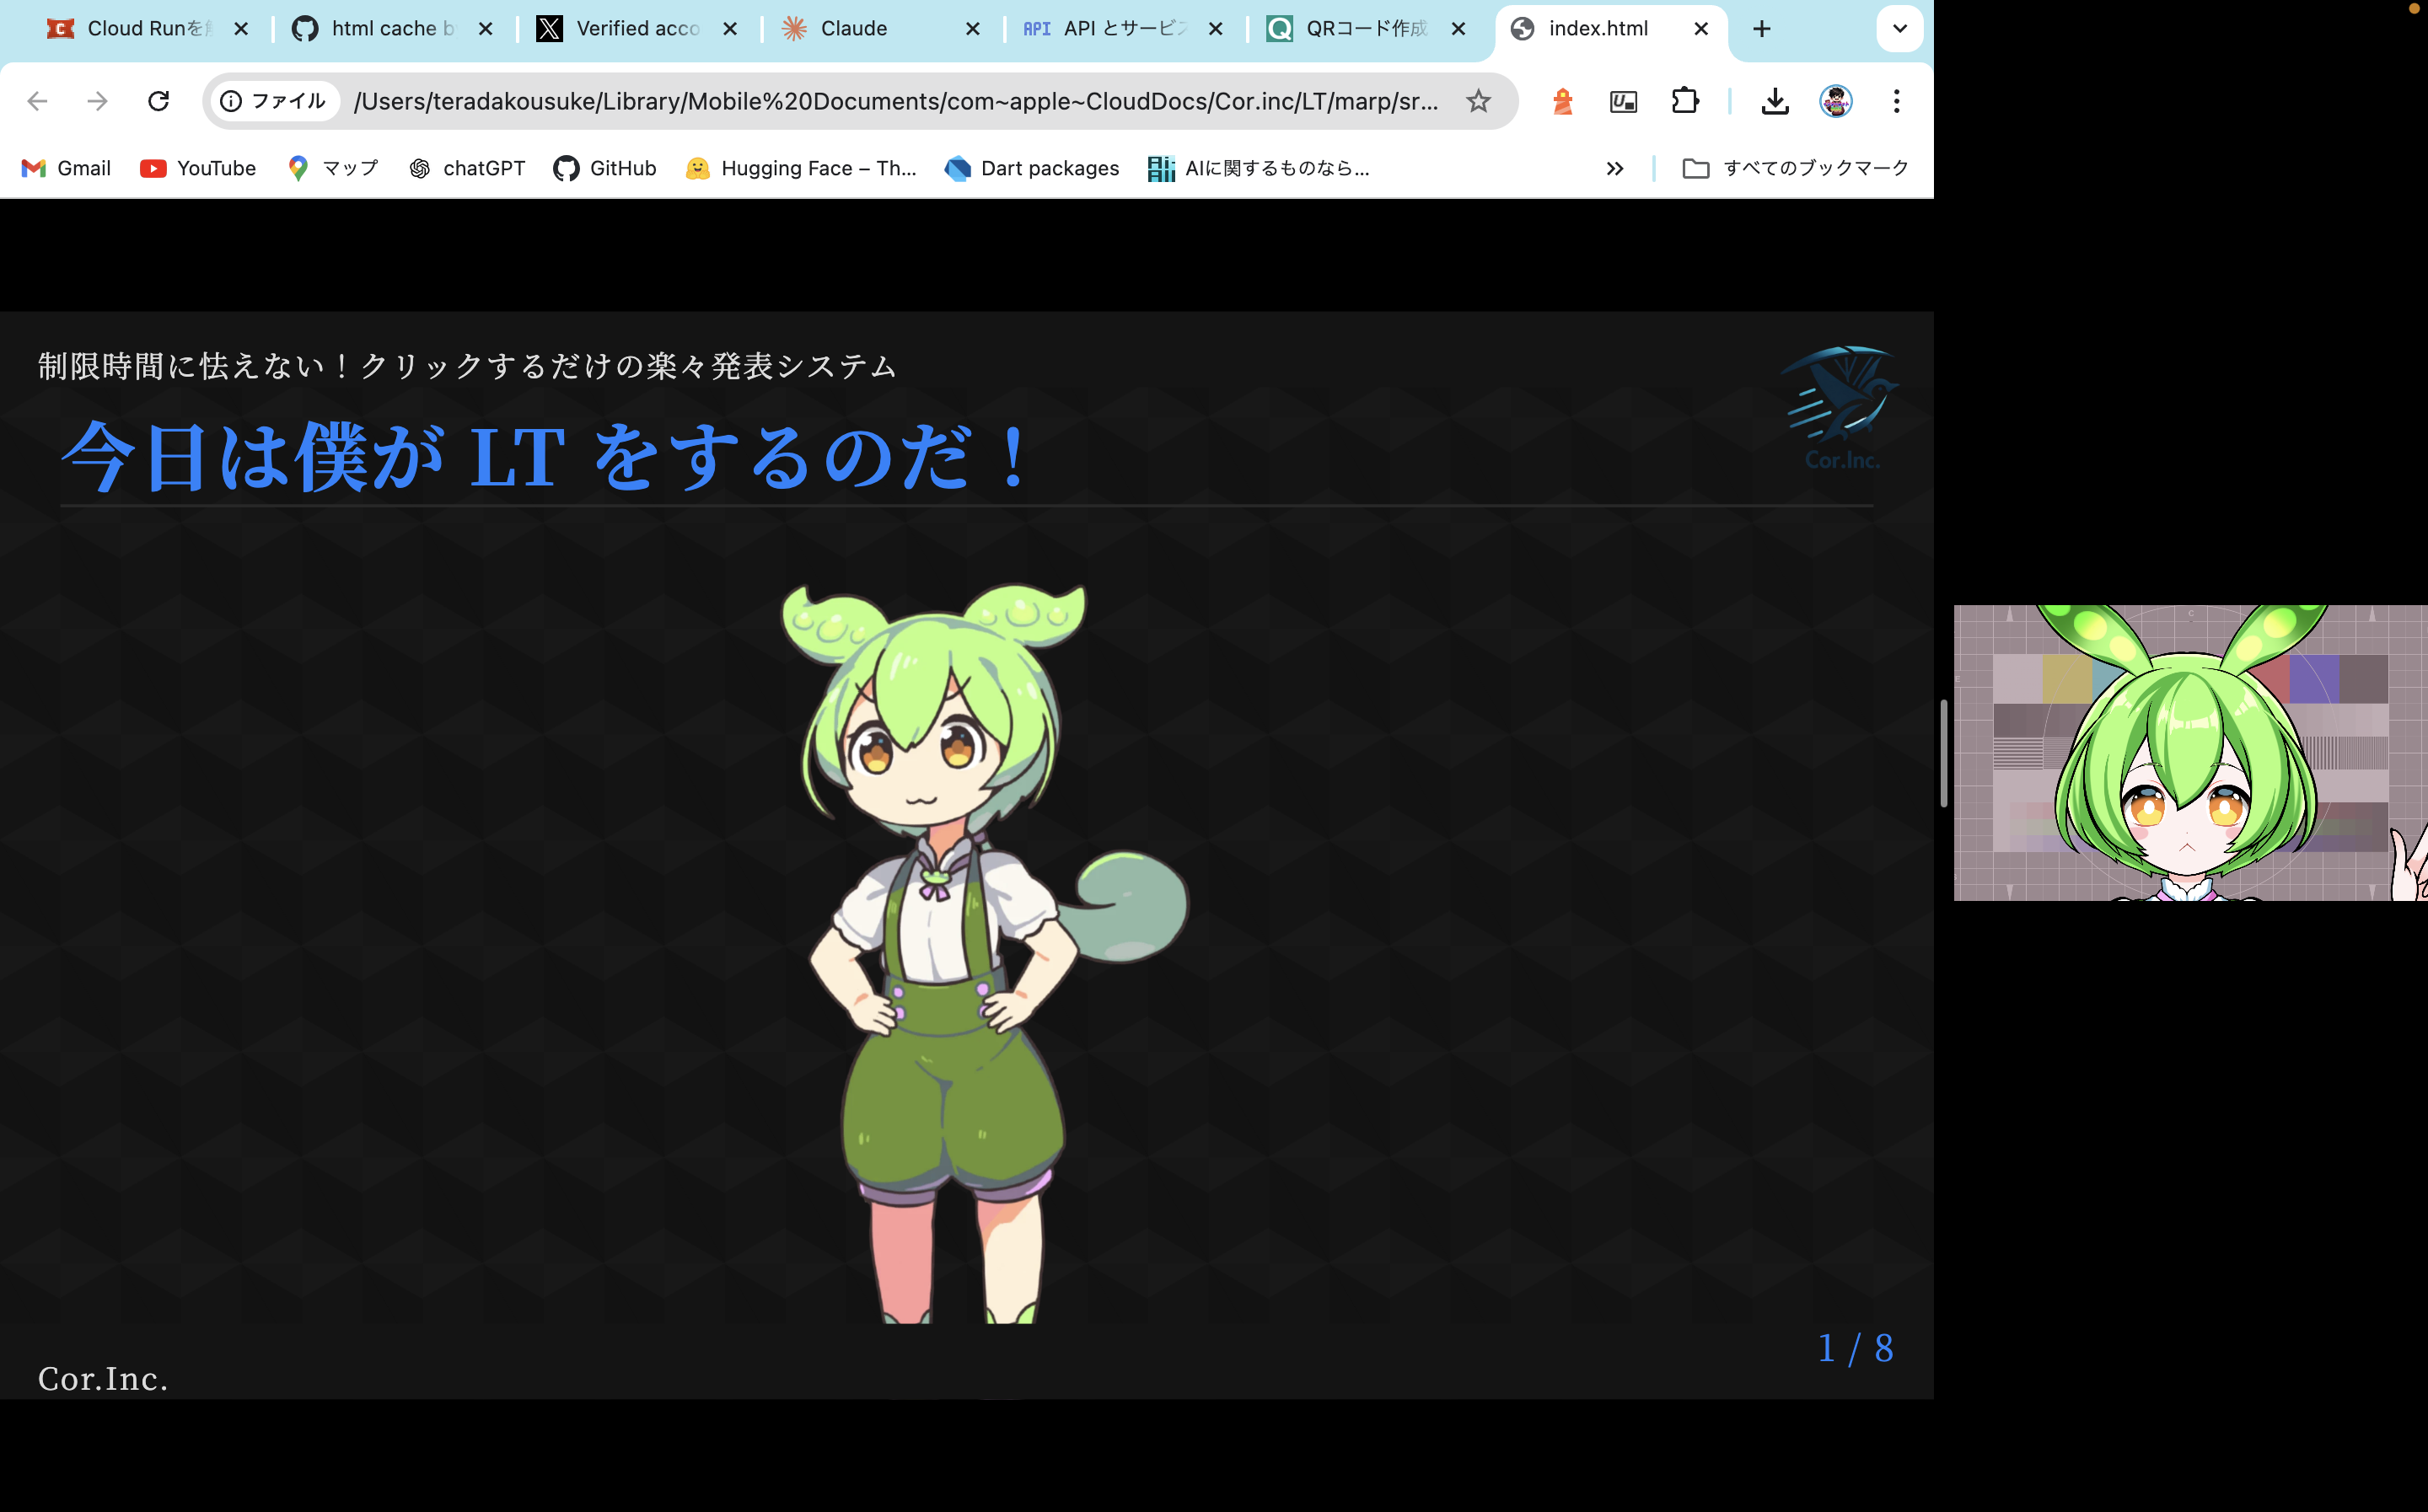 Cloud Runを
html cache b
Verified acco
Claude
API
API とサービス
QRコード作成
index.html
ファイル
/Users/teradakousuke/Library/Mobile%20Documents/com~apple~CloudDocs/Cor.inc/LT/marp/sr...
Gmail
YouTube
マップ
chatGPT
GitHub
Hugging Face – Th...
Dart packages
AIに関するものなら...
すべてのブックマーク
制限時間に怯えない！クリックするだけの楽々発表システム
Cor.Inc.
今日は僕が LT をするのだ！
1 / 8
Cor.Inc.